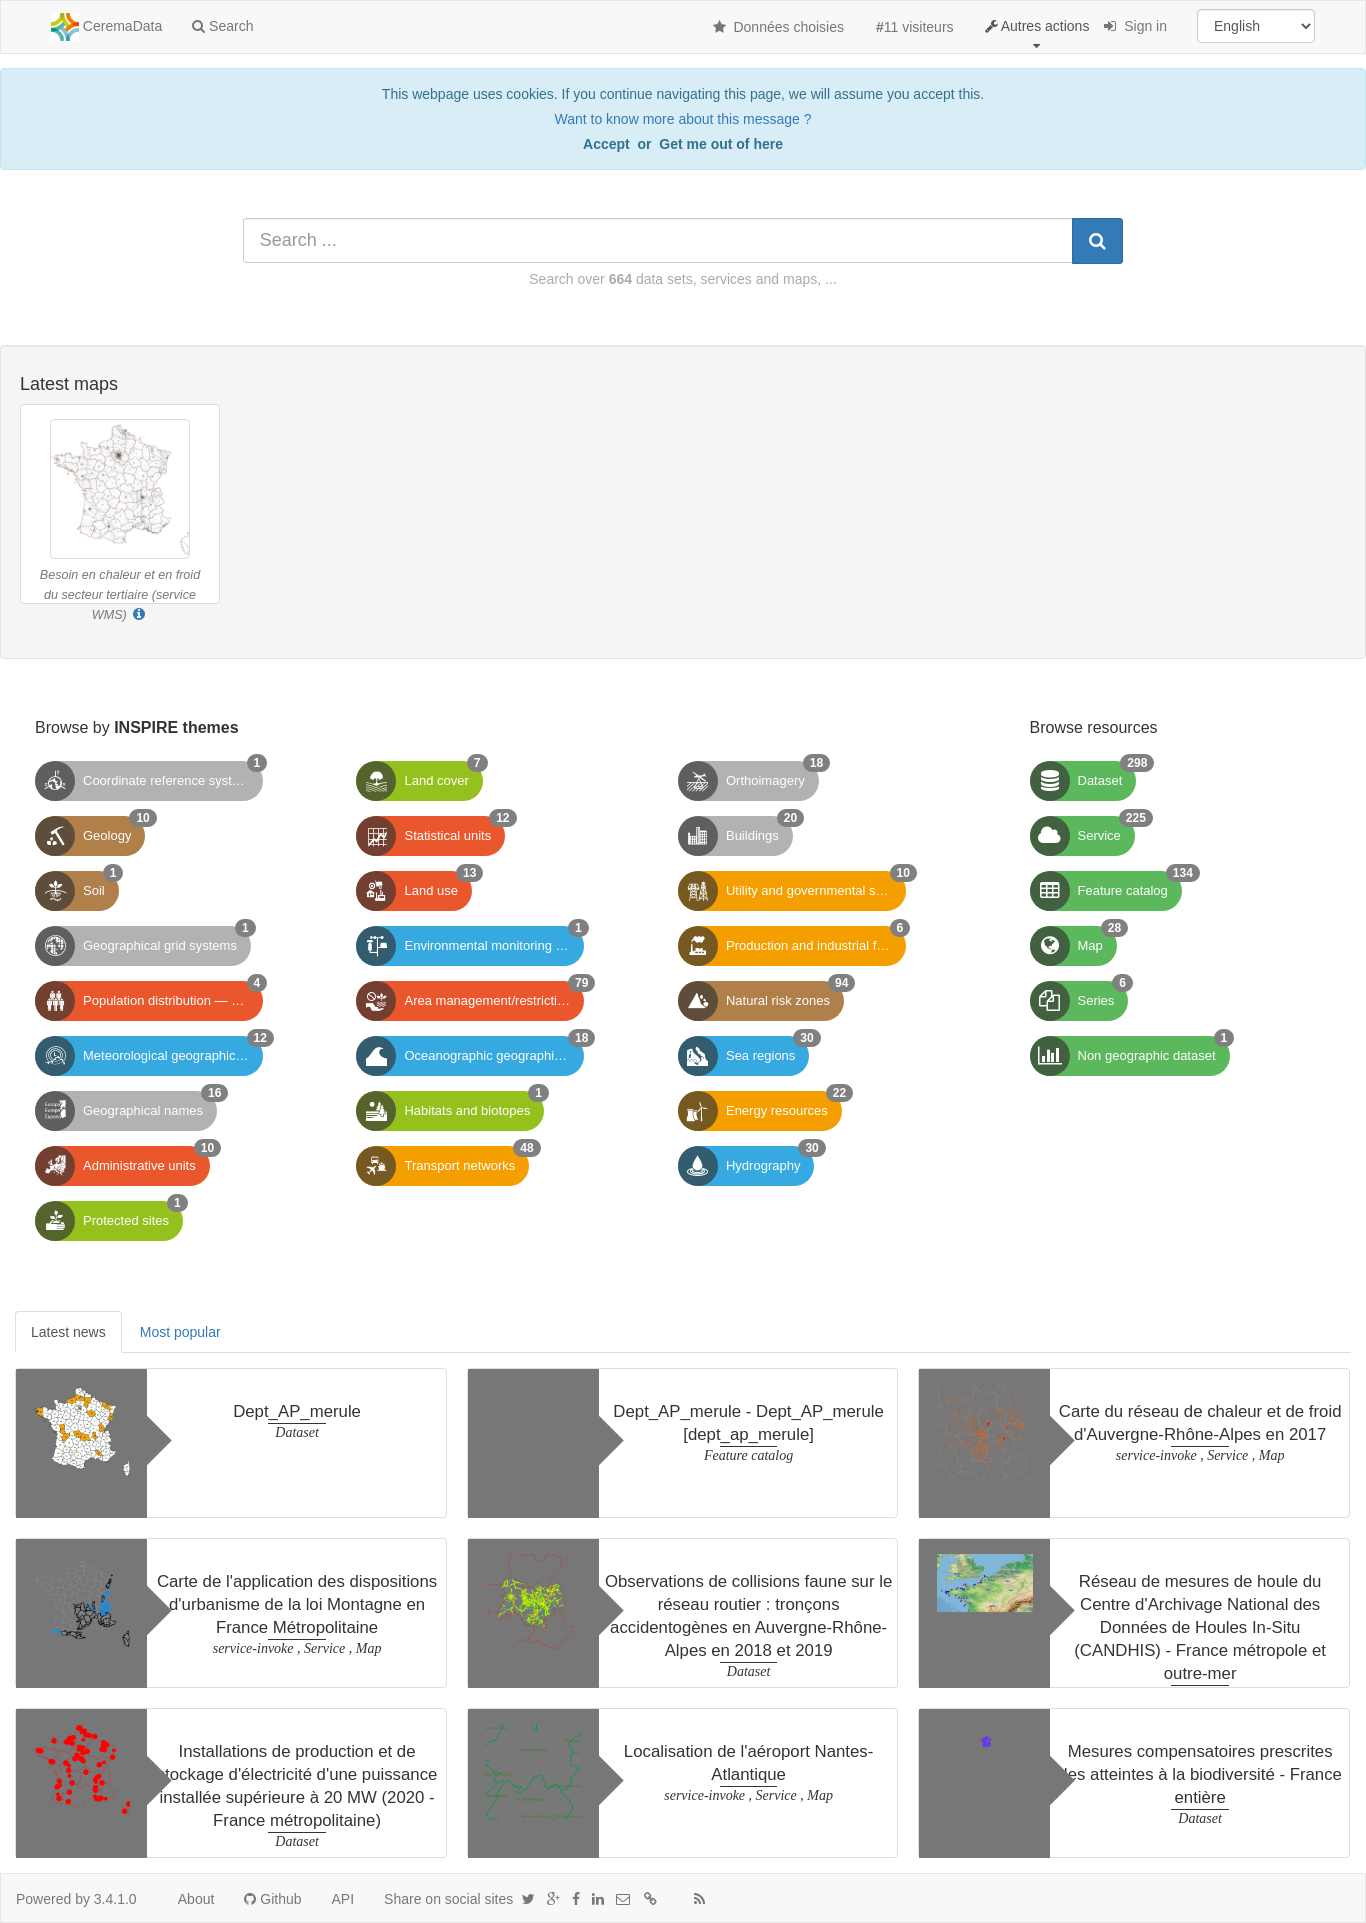 CeremaData Search Données choisies #11 visiteurs Autres actions Sign in English
This webpage uses cookies. If you continue navigating this page, we will assume you accept this.
Want to know more about this message ?
Accept or Get me out of here
Search ...
Search over 664 data sets, services and maps, ...
Latest maps
Besoin en chaleur et en froid
du secteur tertiaire (service
WMS)
Browse by INSPIRE themes
Coordinate reference syst… 1
Land cover 7
Orthoimagery 18
Geology 10
Statistical units 12
Buildings 20
Soil 1
Land use 13
Utility and governmental s… 10
Geographical grid systems 1
Environmental monitoring … 1
Production and industrial f… 6
Population distribution — … 4
Area management/restricti… 79
Natural risk zones 94
Meteorological geographic… 12
Oceanographic geographi… 18
Sea regions 30
Geographical names 16
Habitats and biotopes 1
Energy resources 22
Administrative units 10
Transport networks 48
Hydrography 30
Protected sites 1
Browse resources
Dataset 298
Service 225
Feature catalog 134
Map 28
Series 6
Non geographic dataset 1
Latest news Most popular
Dept_AP_merule
Dataset
Dept_AP_merule - Dept_AP_merule
[dept_ap_merule]
Feature catalog
Carte du réseau de chaleur et de froid
d'Auvergne-Rhône-Alpes en 2017
service-invoke , Service , Map
Carte de l'application des dispositions
d'urbanisme de la loi Montagne en
France Métropolitaine
service-invoke , Service , Map
Observations de collisions faune sur le
réseau routier : tronçons
accidentogènes en Auvergne-Rhône-
Alpes en 2018 et 2019
Dataset
Réseau de mesures de houle du
Centre d'Archivage National des
Données de Houles In-Situ
(CANDHIS) - France métropole et
outre-mer
Installations de production et de
tockage d'électricité d'une puissance
installée supérieure à 20 MW (2020 -
France métropolitaine)
Dataset
Localisation de l'aéroport Nantes-
Atlantique
service-invoke , Service , Map
Mesures compensatoires prescrites
les atteintes à la biodiversité - France
entière
Dataset
Powered by 3.4.1.0 About Github API Share on social sites